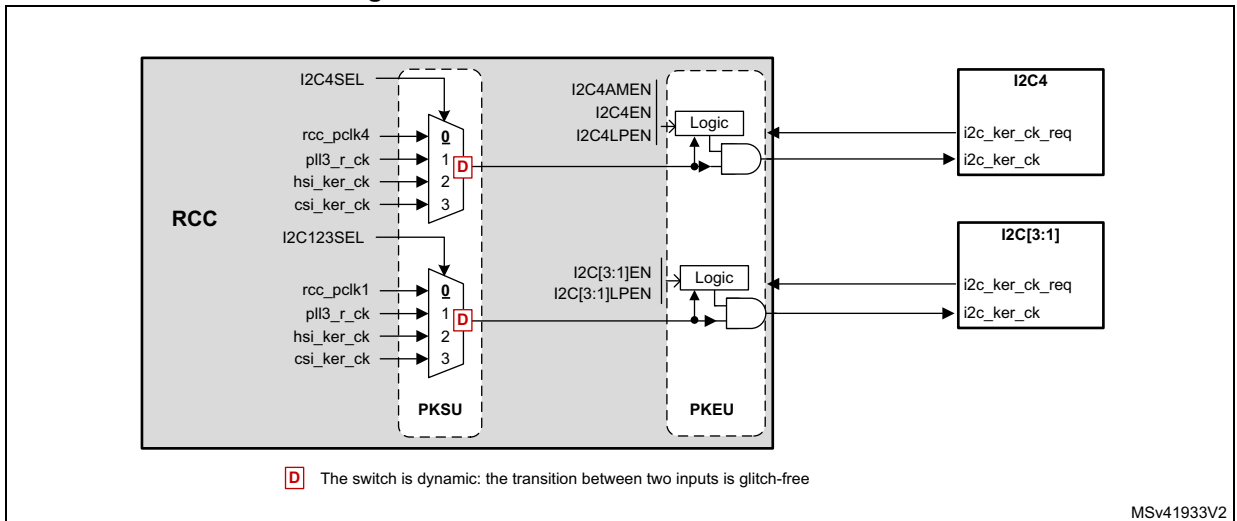 I2C4SEL
rcc_pclk4
pll3_r_ck
hsi_ker_ck
csi_ker_ck
0
1
2
3
D
I2C4AMEN
I2C4EN
I2C4LPEN
Logic
I2C4
i2c_ker_ck_req
i2c_ker_ck
RCC
I2C123SEL
rcc_pclk1
pll3_r_ck
hsi_ker_ck
csi_ker_ck
0
1
2
3
D
I2C[3:1]EN
I2C[3:1]LPEN
Logic
I2C[3:1]
i2c_ker_ck_req
i2c_ker_ck
PKSU
PKEU
D The switch is dynamic: the transition between two inputs is glitch-free
MSv41933V2